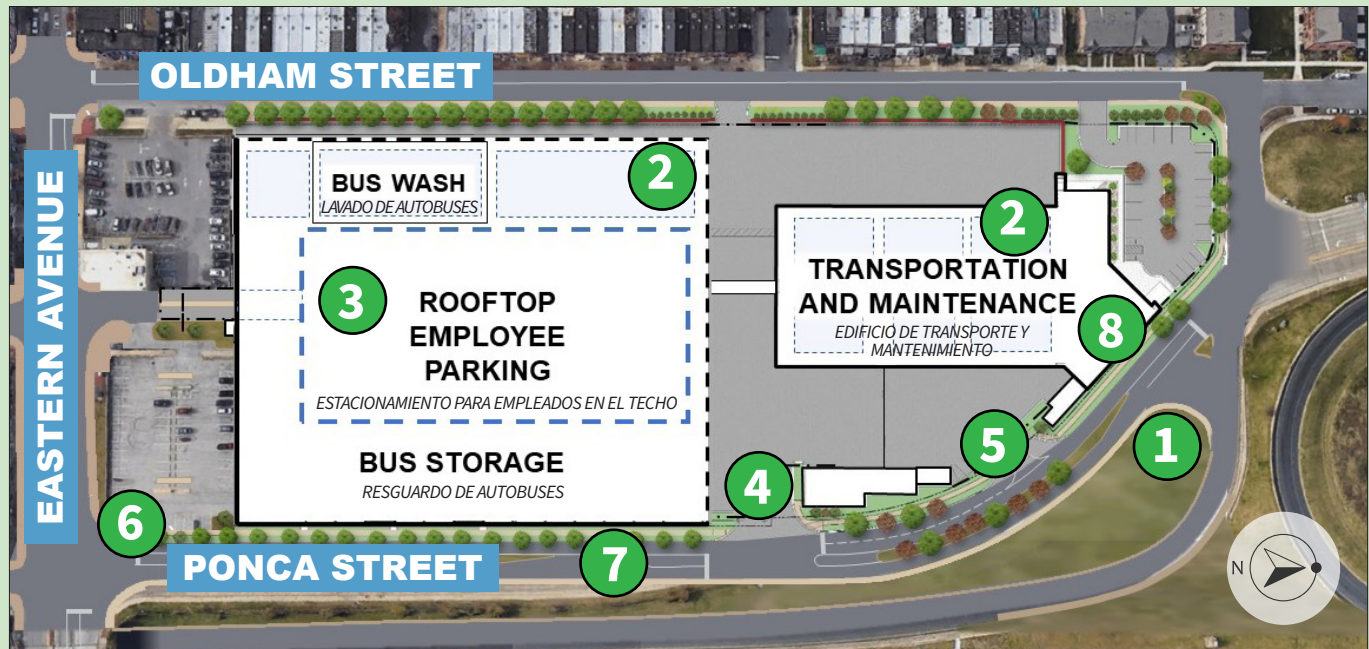 OLDHAM STREET
EASTERN AVENUE
BUS WASH
LAVADO DE AUTOBUSES
2
3
ROOFTOP
EMPLOYEE
PARKING
ESTACIONAMIENTO PARA EMPLEADOS EN EL TECHO
BUS STORAGE
RESGUARDO DE AUTOBUSES
2
TRANSPORTATION
AND MAINTENANCE
EDIFICIO DE TRANSPORTE Y
MANTENIMIENTO
8
4
5
1
6
PONCA STREET
7
N